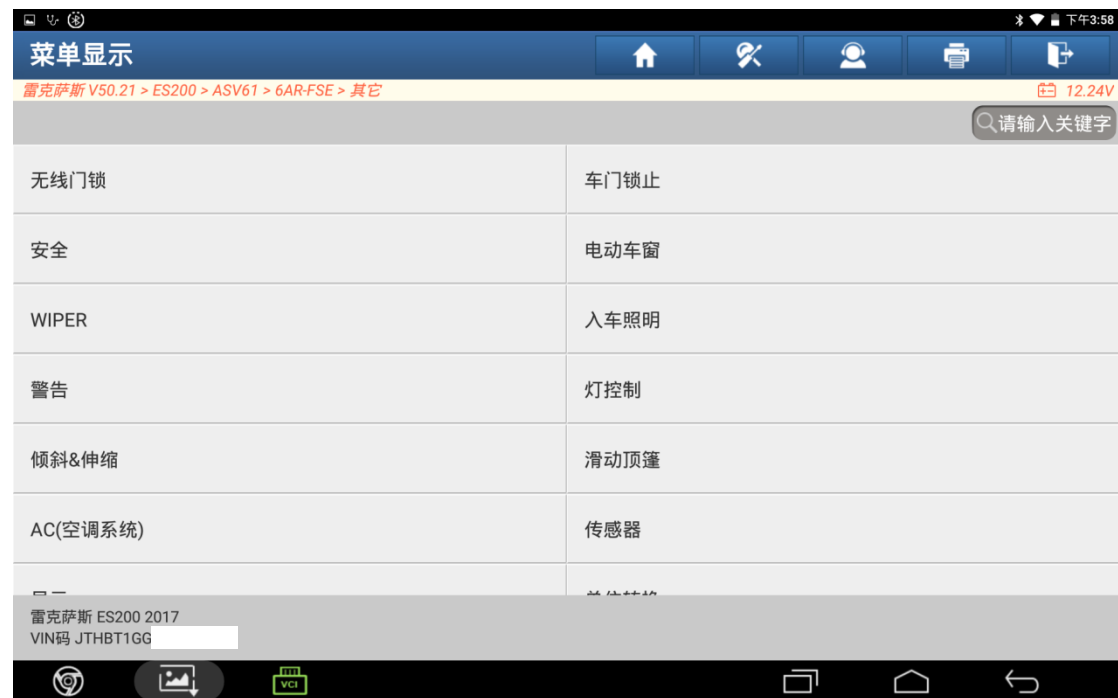 下午3:58
菜单显示
雷克萨斯 V50.21 > ES200 > ASV61 > 6AR-FSE > 其它
12.24V
请输入关键字
无线门锁
车门锁止
安全
电动车窗
WIPER
入车照明
警告
灯控制
倾斜&伸缩
滑动顶篷
AC(空调系统)
传感器
雷克萨斯 ES200 2017
VIN码 JTHBT1GG
VCI